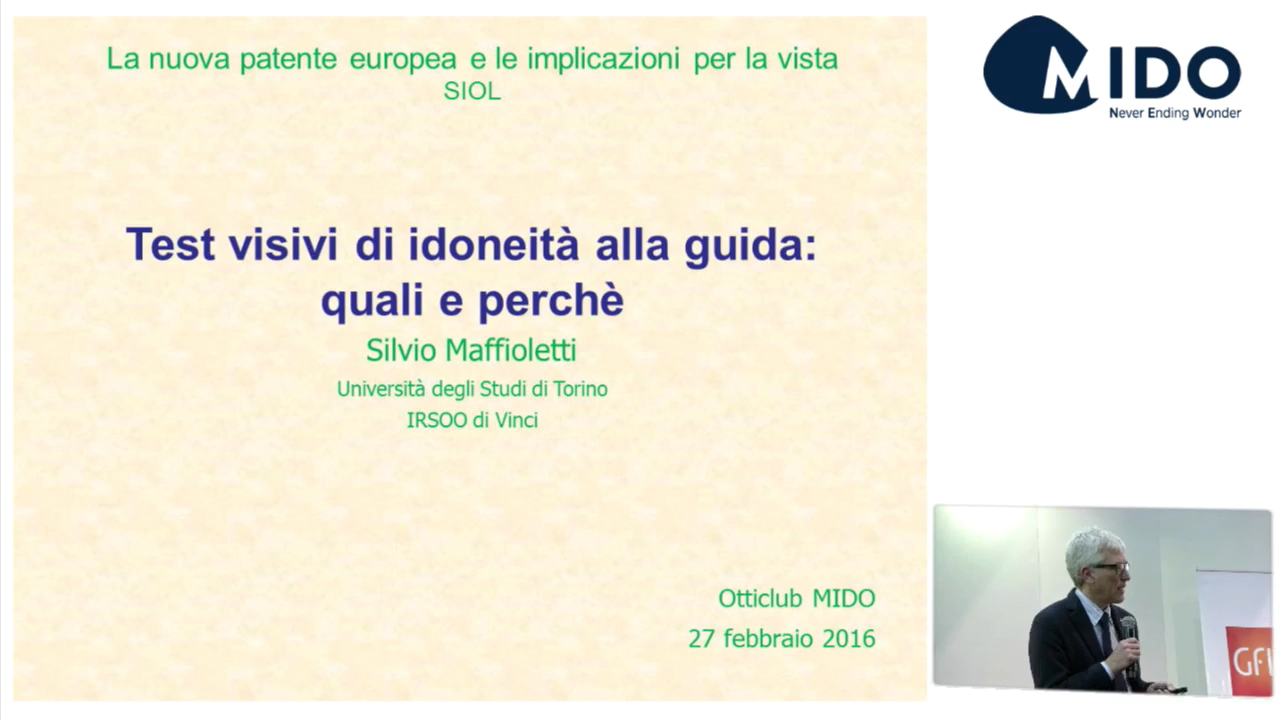 La nuova patente europea e le implicazioni per la vista
SIOL
Test visivi di idoneità alla guida:
quali e perchè
Silvio Maffioletti
Università degli Studi di Torino
IRSOO di Vinci
Otticlub MIDO
27 febbraio 2016
MIDO
Never Ending Wonder